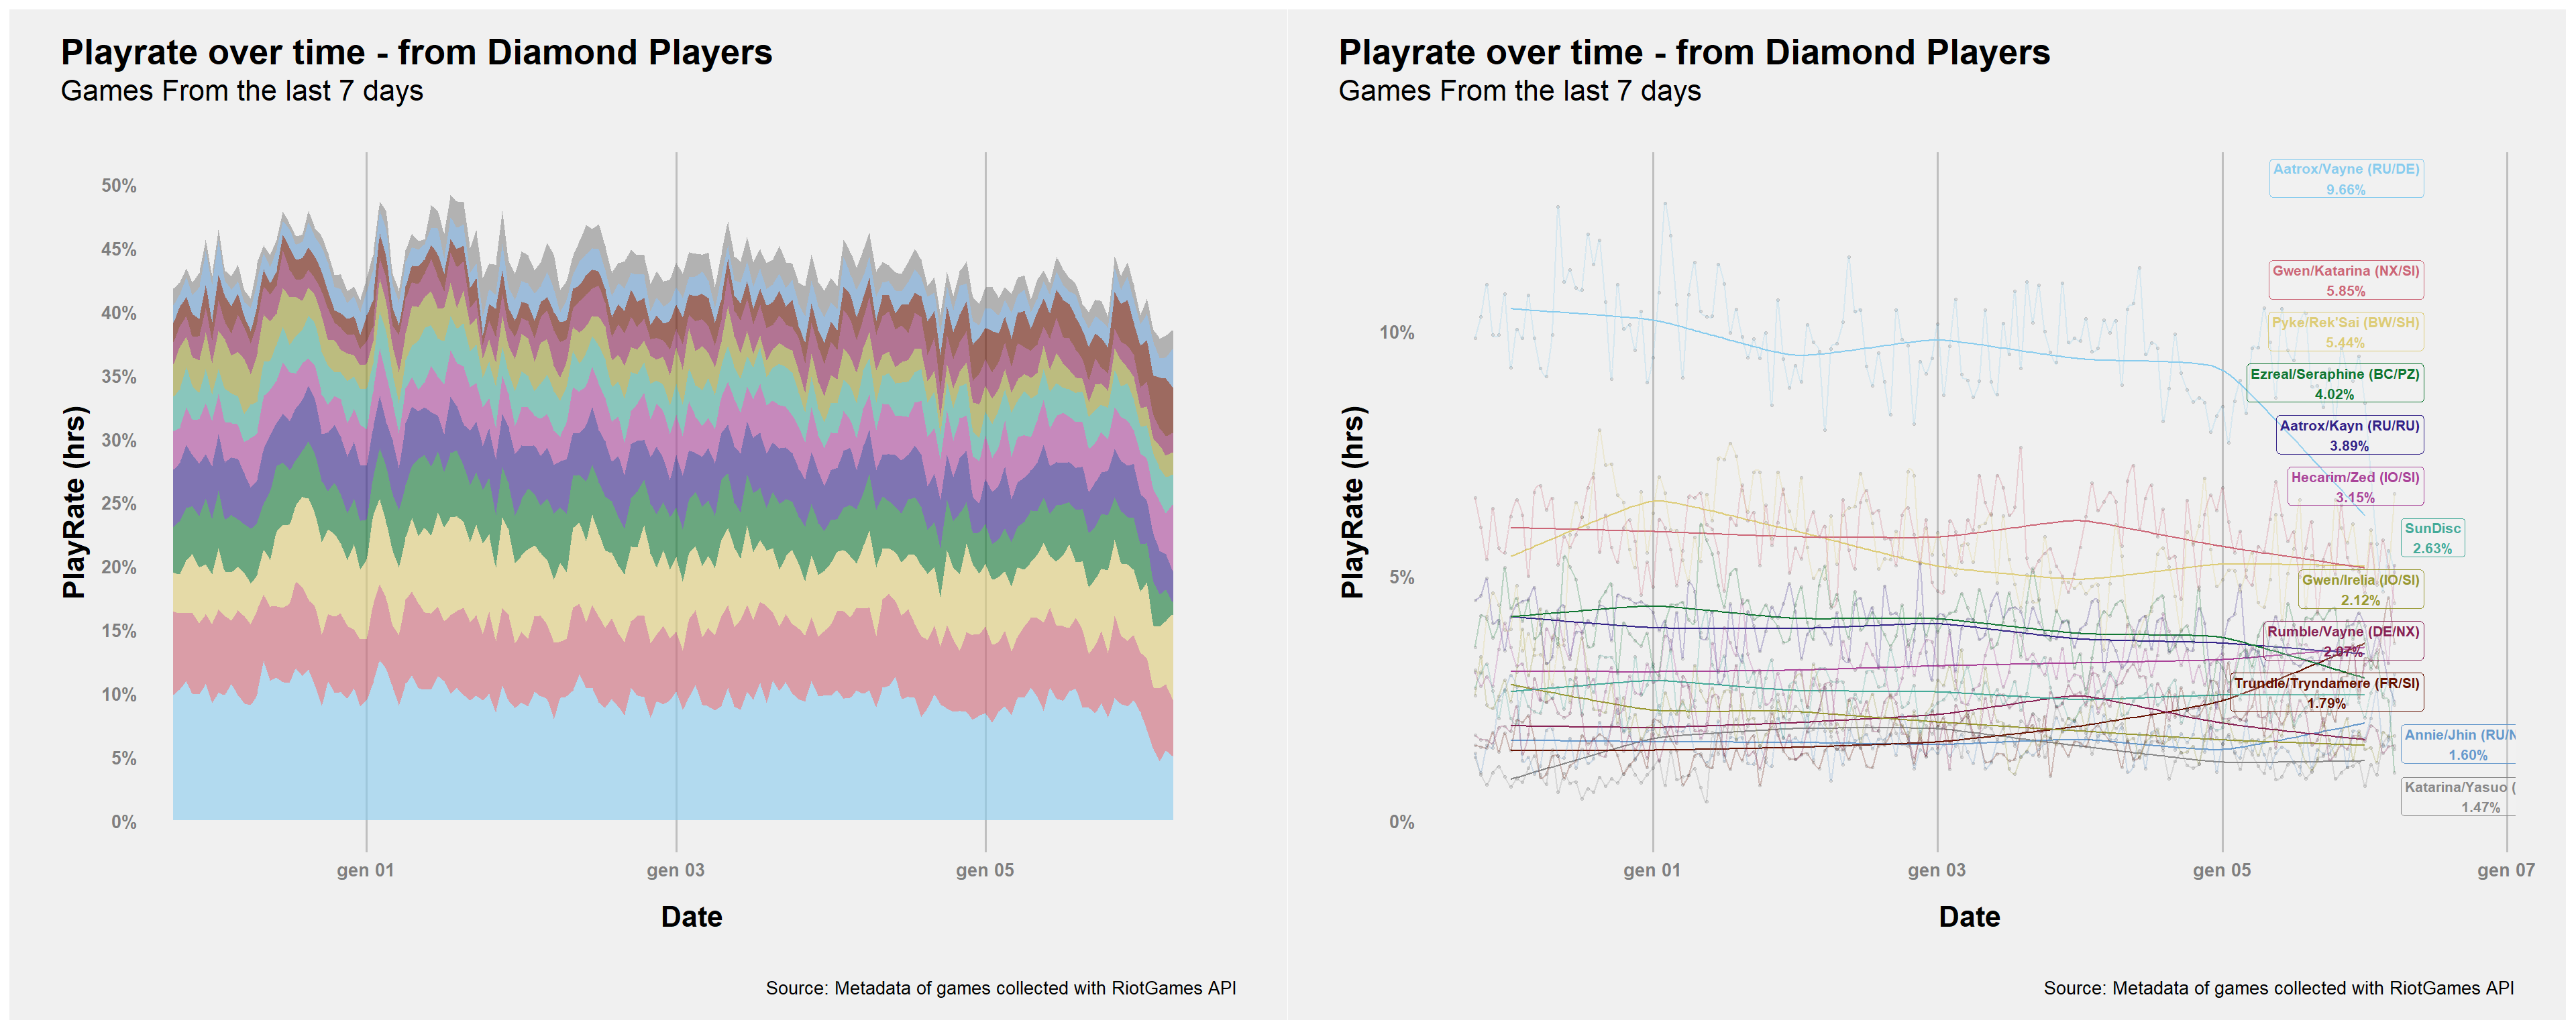 Playrate over time - from Diamond Players
Games From the last 7 days
PlayRate (hrs)
50%
45%
40%
35%
30%
25%
20%
15%
10%
5%
0%
gen 01
gen 03
gen 05
Date
Source: Metadata of games collected with RiotGames API
Playrate over time - from Diamond Players
Games From the last 7 days
PlayRate (hrs)
10%
5%
0%
Aatrox/Vayne (RU/DE)
9.66%
Gwen/Katarina (NX/SI)
5.85%
Pyke/Rek'Sai (BW/SH)
5.44%
Ezreal/Seraphine (BC/PZ)
4.02%
Aatrox/Kayn (RU/RU)
3.89%
Hecarim/Zed (IO/SI)
3.15%
SunDisc
2.63%
Gwen/Irelia (IO/SI)
2.12%
Rumble/Vayne (DE/NX)
2.07%
Trundle/Tryndamere (FR/SI)
1.79%
Annie/Jhin (RU/N
1.60%
Katarina/Yasuo (
1.47%
gen 01
gen 03
gen 05
gen 07
Date
Source: Metadata of games collected with RiotGames API